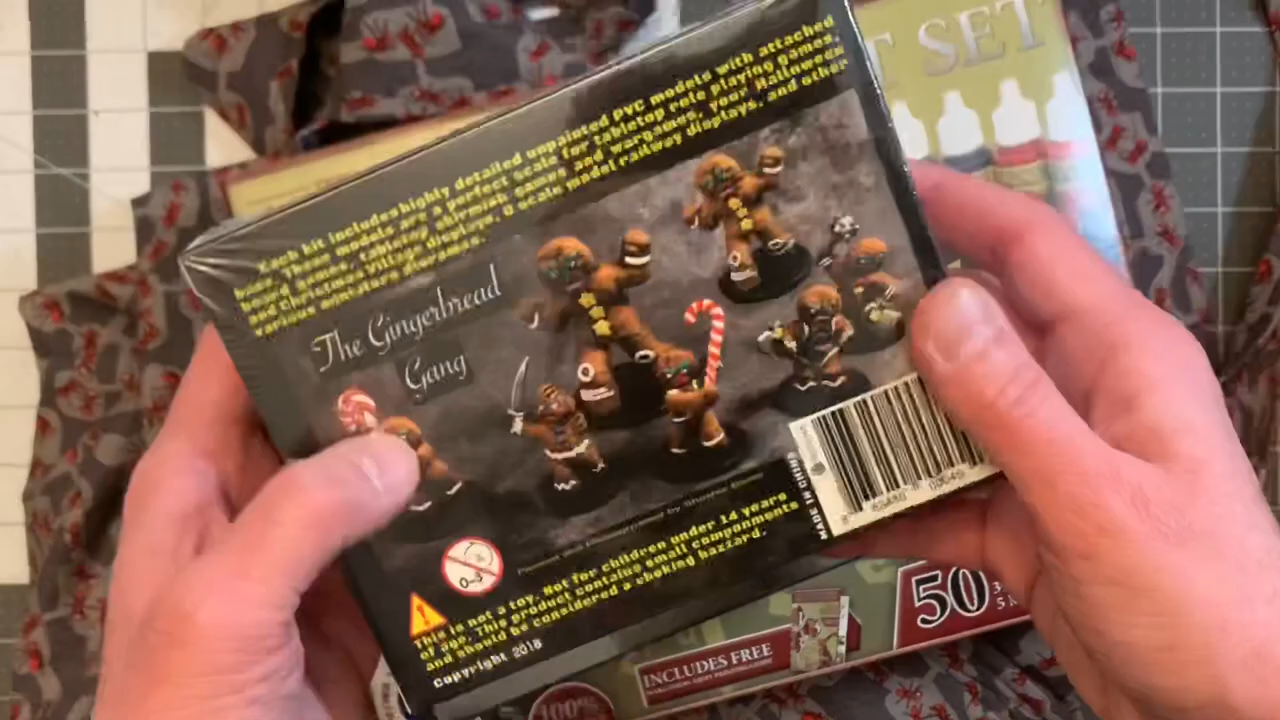 Each kit includes highly detailed unpainted PVC models with attached
bases. These models are a perfect scale for tabletop role playing games,
board games, tabletop skirmish games and wargames, your Halloween
and Christmas Village displays, O scale model railway displays, and other
various miniature dioramas.
The Gingerbread
Gang
T SET
0-3
MADE IN CHINA
This is not a toy. Not for children under 14 years
of age. This product contains small componments
and should be considered a choking hazzard.
Copyright 2018
INCLUDES FREE
50
100%